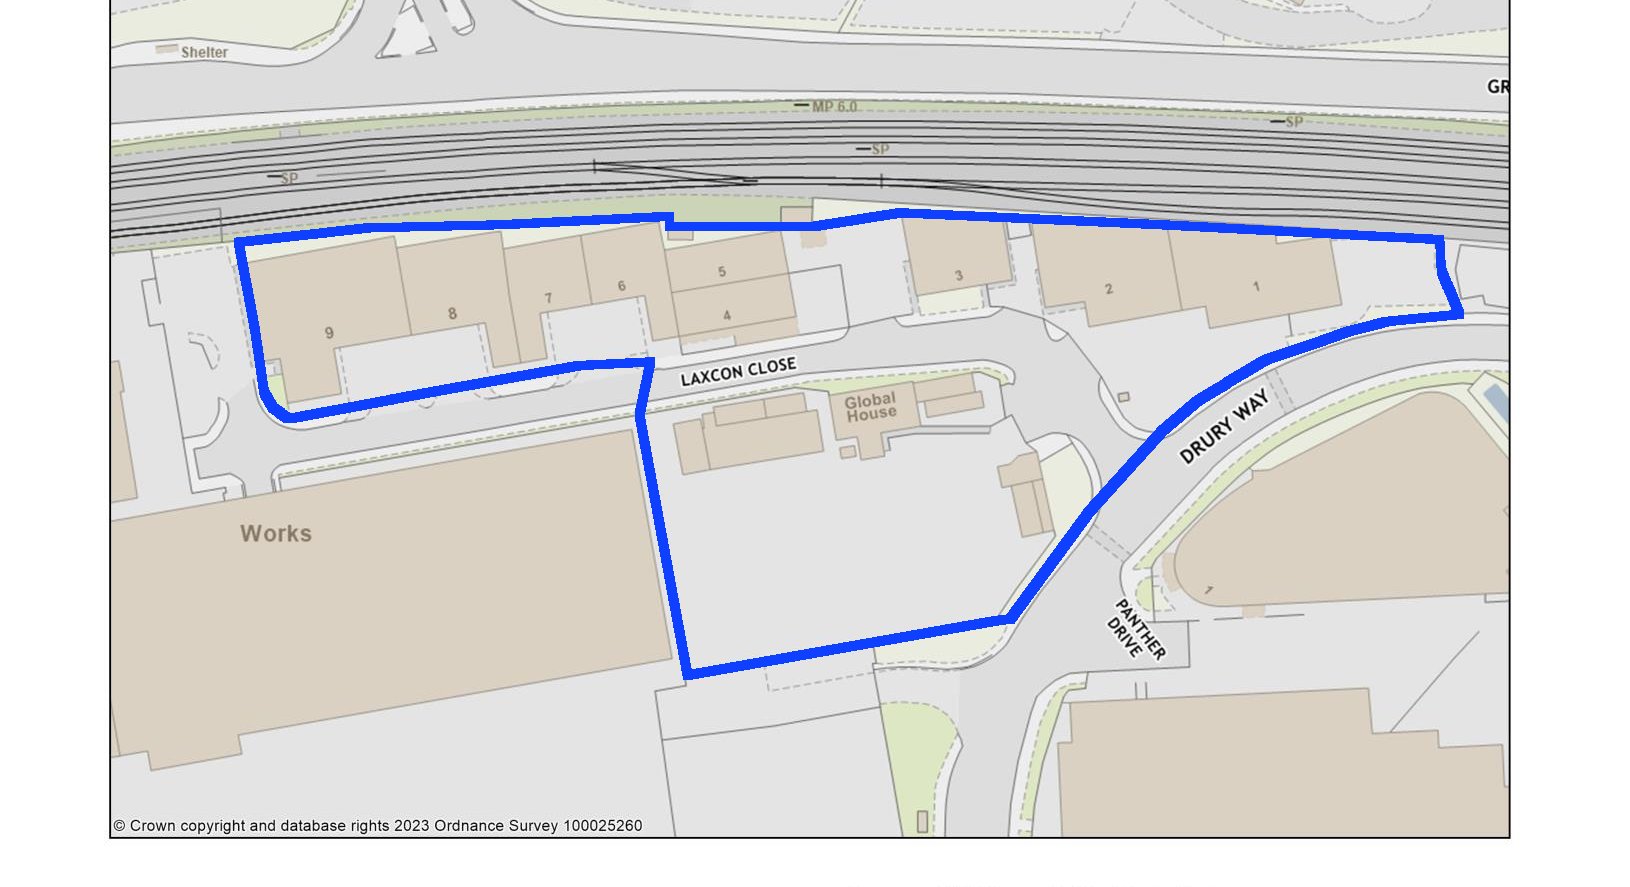 Shelter
GR
MP 6.0
SP
SP
SP
5
6
3
1
2
7
4
8
9
LAXCON CLOSE
Global
House
DRURY WAY
Works
1
PANTHER
DRIVE
© Crown copyright and database rights 2023 Ordnance Survey 100025260